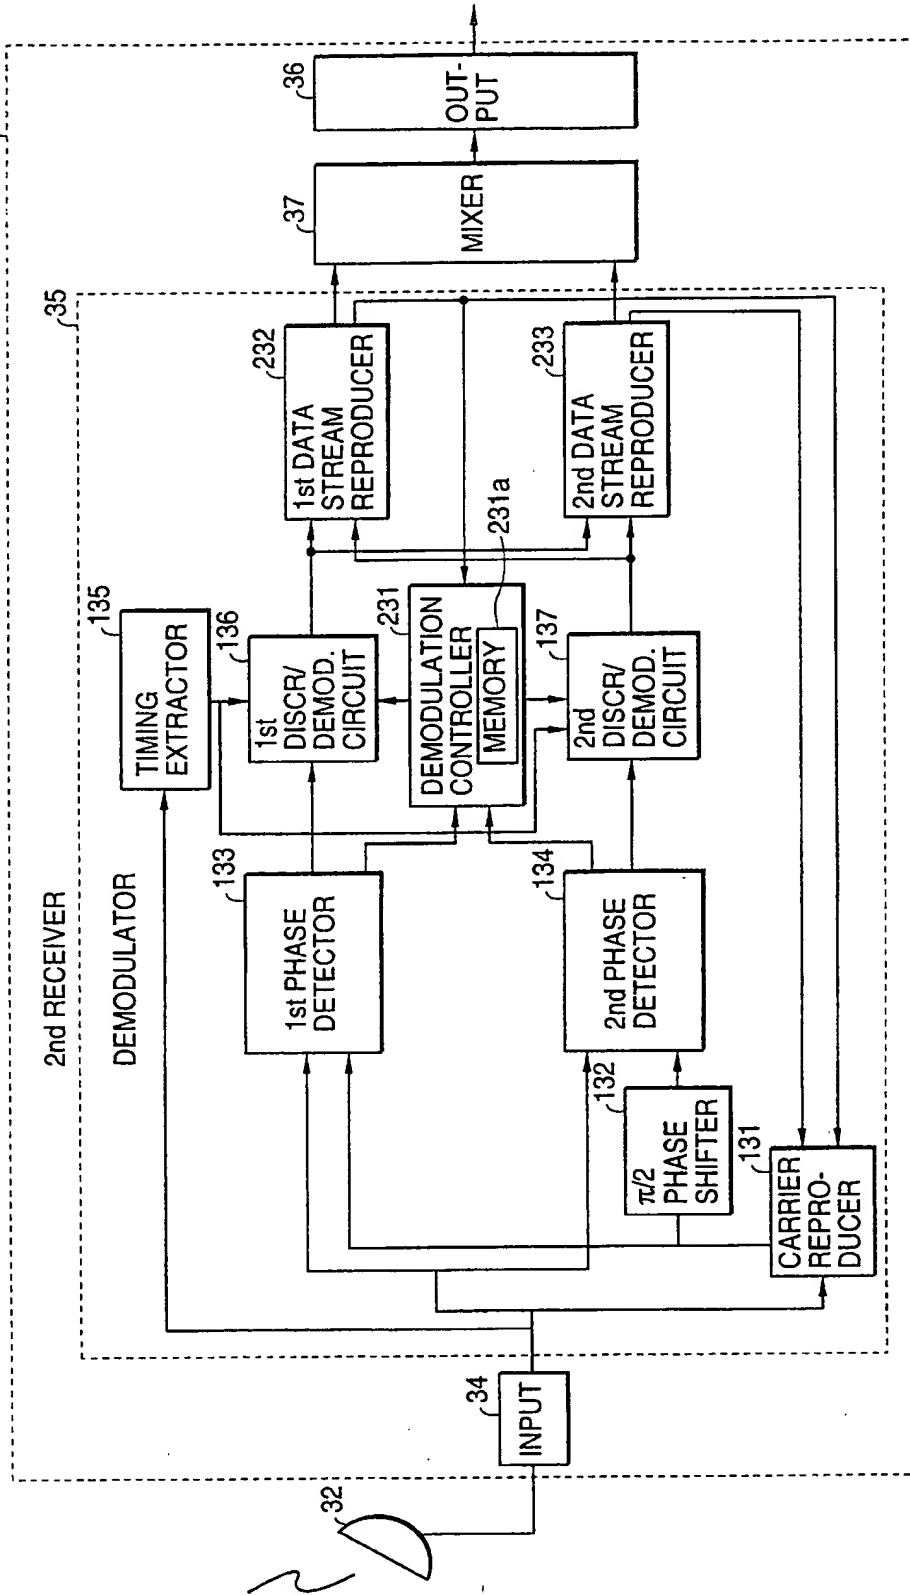 2nd RECEIVER
35
DEMODULATOR
32
34
INPUT
135
TIMING
EXTRACTOR
133
1st PHASE
DETECTOR
136
1st
DISCR/
DEMOD.
CIRCUIT
232
1st DATA
STREAM
REPRODUCER
37
MIXER
36
OUT-
PUT
231
DEMODULATION
CONTROLLER
MEMORY
231a
134
2nd PHASE
DETECTOR
137
2nd
DISCR/
DEMOD.
CIRCUIT
233
2nd DATA
STREAM
REPRODUCER
132
π/2
PHASE
SHIFTER
131
CARRIER
REPRO-
DUCER